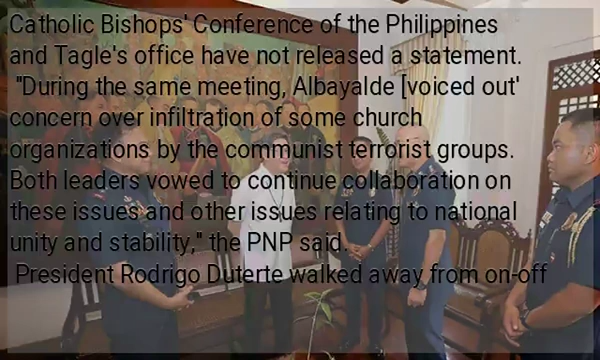 Catholic Bishops' Conference of the Philippines
and Tagle's office have not released a statement.
"During the same meeting, Albayalde [voiced out'
concern over infiltration of some church
organizations by the communist terrorist groups.
Both leaders vowed to continue collaboration on
these issues and other issues relating to national
unity and stability," the PNP said.
President Rodrigo Duterte walked away from on-off